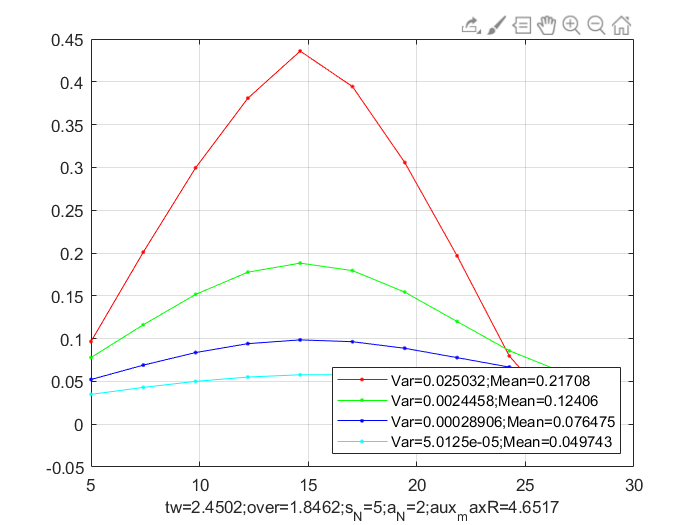 0.45
0.4
0.35
0.3
0.25
0.2
0.15
0.1
0.05
0
-0.05
Var=0.025032;Mean=0.21708
Var=0.0024458;Mean=0.12406
Var=0.00028906;Mean=0.076475
Var=5.0125e-05;Mean=0.049743
5 10 15 20 25 30
tw=2.4502;over=1.8462;s_N=5;a_N=2;aux_maxR=4.6517